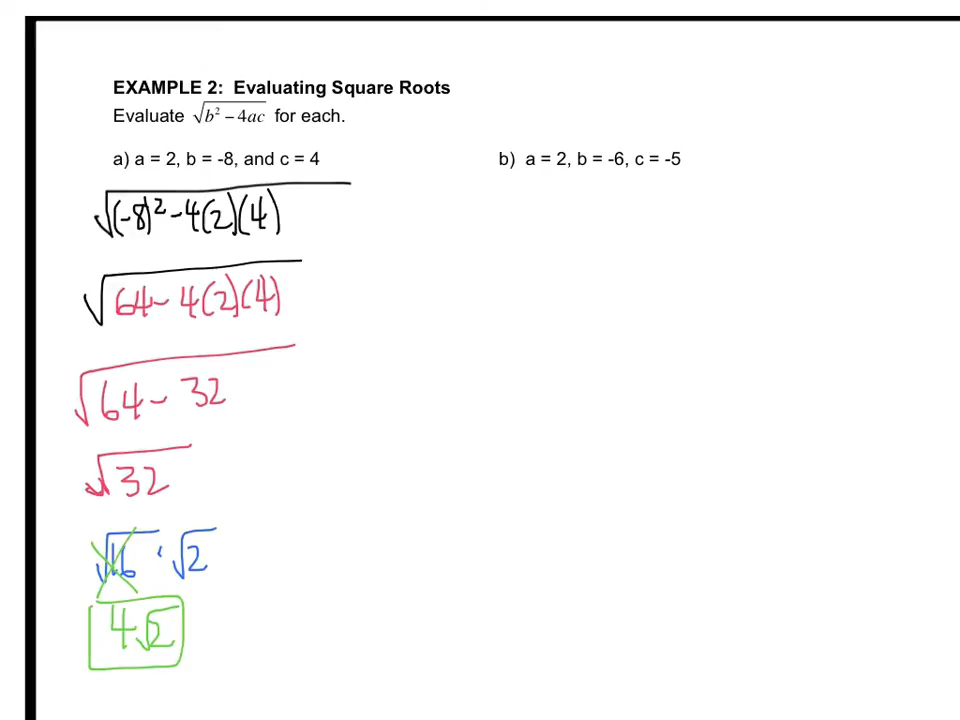 EXAMPLE 2: Evaluating Square Roots
Evaluate √b² – 4ac for each.
a) a = 2, b = -8, and c = 4
b) a = 2, b = -6, c = -5
√(-8)² - 4(2)(4)
√64 - 4(2)(4)
√64 - 32
√32
√16 · √2
4√2